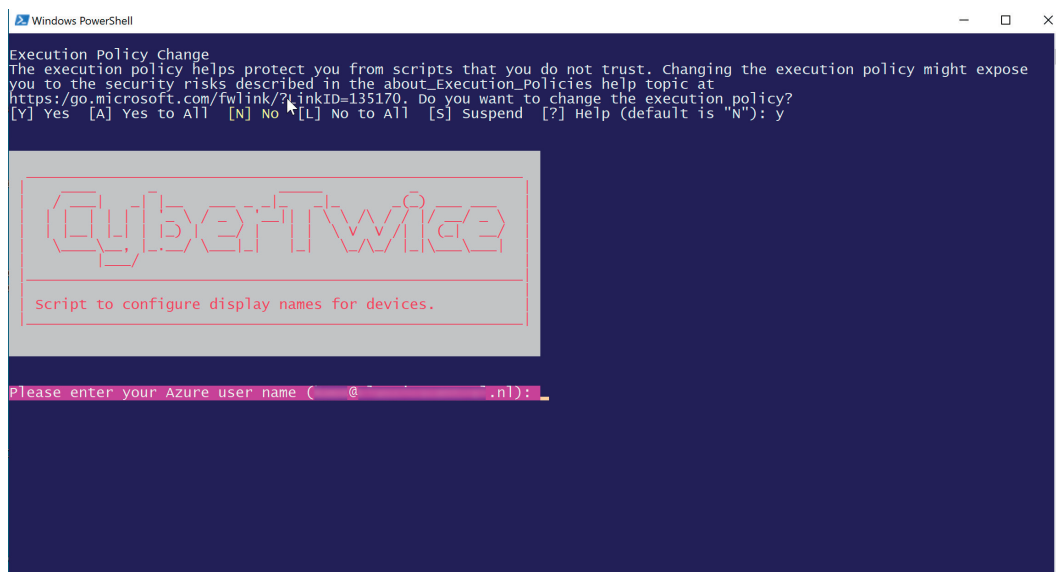 Windows PowerShell
Execution Policy Change
The execution policy helps protect you from scripts that you do not trust. Changing the execution policy might expose
you to the security risks described in the about_Execution_Policies help topic at
https:/go.microsoft.com/fwlink/?LinkID=135170. Do you want to change the execution policy?
[Y] Yes  [A] Yes to All  [N] No  [L] No to All  [S] Suspend  [?] Help (default is "N"): y
CyberTwice
Script to configure display names for devices.
Please enter your Azure user name ( @ .nl):